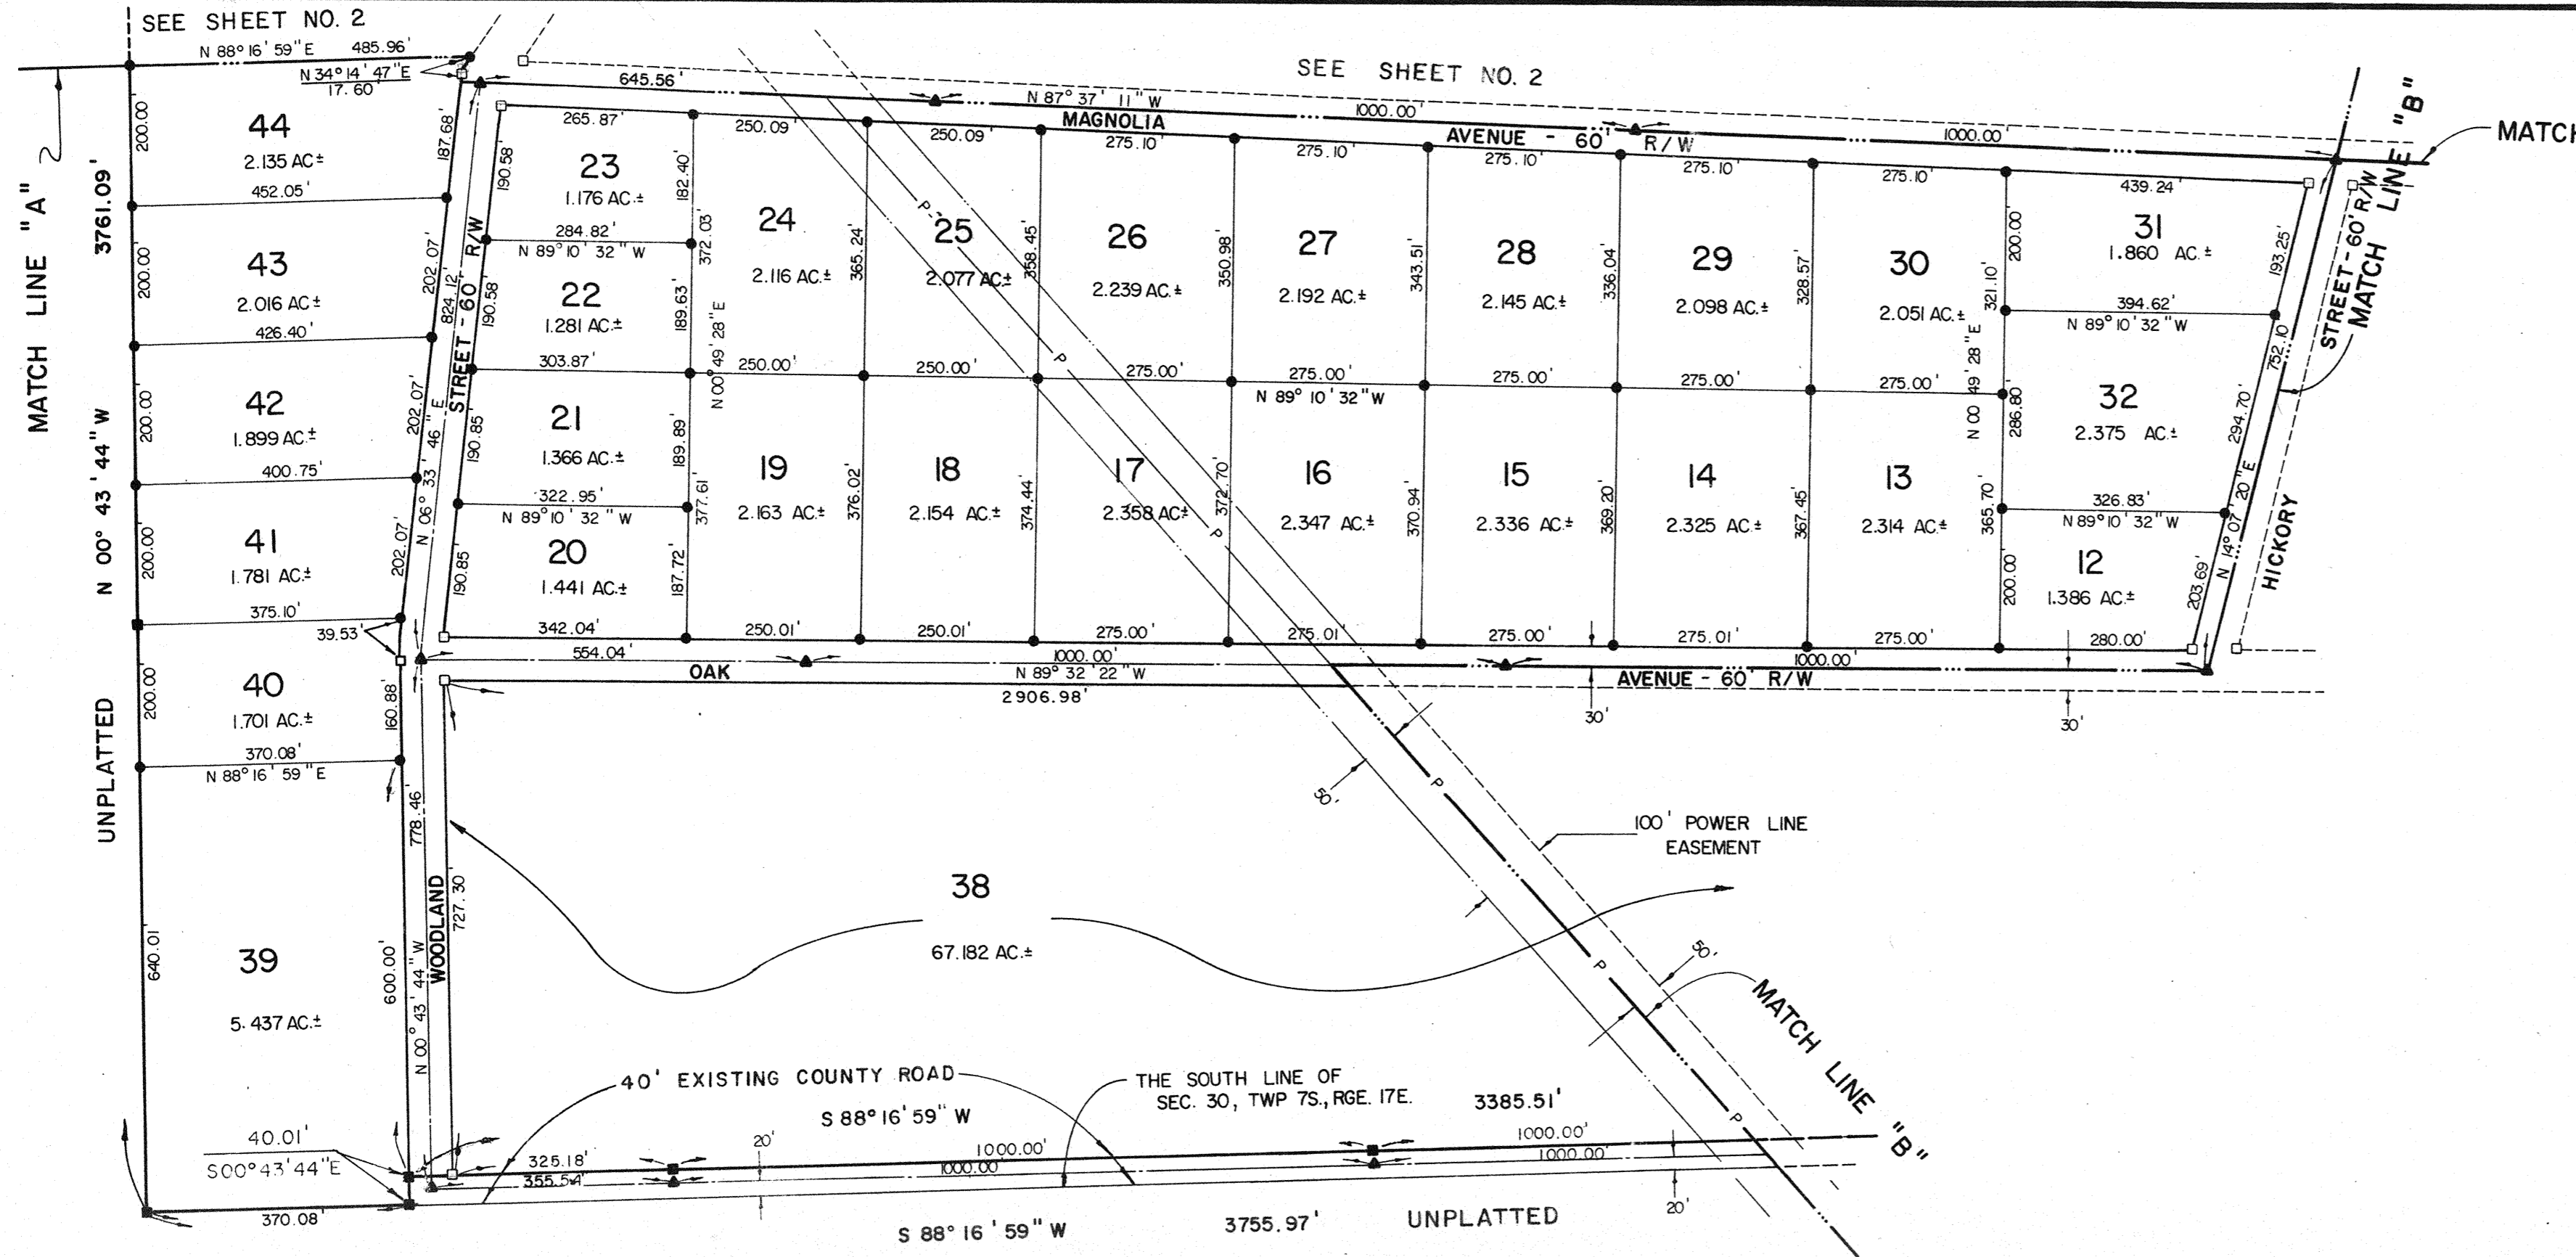 SEE SHEET NO. 2
N 88° 16' 59" E 485.96'
N 34° 14' 47" E
17.60'
645.56'
SEE SHEET NO. 2
N 87° 37' 11" W
1000.00'
1000.00'
MAGNOLIA
AVENUE - 60' R/W
MATCH LINE "B"
MATCH
MATCH LINE "A"
3761.09'
N 00° 43' 44" W
UNPLATTED
200.00'
44
2.135 AC±
187.68'
452.05'
200.00'
43
2.016 AC±
202.07'
426.40'
200.00'
42
1.899 AC±
202.07'
400.75'
200.00'
41
1.781 AC.±
202.07'
375.10'
39.53'
200.00'
40
1.701 AC.±
160.88'
370.08'
N 88° 16' 59" E
640.01
39
5.437 AC.±
600.00'
40.01'
S 00° 43' 44" E
370.08'
824.12'
N 06° 33' 46" E
STREET - 60' R/W
778.46'
N 00° 43' 44" W
WOODLAND
727.30'
265.87'
190.58'
23
1.176 AC.±
182.40'
284.82'
N 89° 10' 32" W
190.58'
22
1.281 AC.±
189.63'
303.87'
190.85'
21
1.366 AC.±
189.89'
322.95'
N 89° 10' 32" W
190.85'
20
1.441 AC.±
187.72'
342.04'
372.03'
N 00° 49' 28" E
377.61'
250.09'
24
2.116 AC.±
365.24'
250.00'
250.09'
P
25
2.077 AC.±
358.45'
250.00'
P
275.10'
26
2.239 AC.±
350.98'
275.00'
275.10'
27
2.192 AC.±
343.51'
275.00'
N 89° 10' 32" W
275.10'
28
2.145 AC.±
336.04'
275.00'
275.10'
29
2.098 AC.±
328.57'
275.00'
275.10'
30
2.051 AC.±
321.10'
275.00'
N 00° 49' 28" E
439.24'
200.00'
31
1.860 AC.±
193.25'
394.62'
N 89° 10' 32" W
286.80'
32
2.375 AC.±
294.70'
326.83'
N 89° 10' 32" W
200.00'
12
1.386 AC.±
203.69'
280.00'
752.10'
N 14° 07' 20" E
STREET - 60' R/W
MATCH LINE "B"
HICKORY
19
2.163 AC.±
376.02'
250.01'
18
2.154 AC.±
374.44'
250.01'
17
2.358 AC±
372.70'
P
275.00'
16
2.347 AC.±
370.94'
275.01'
15
2.336 AC.±
369.20'
275.00'
14
2.325 AC.±
367.45'
275.01'
13
2.314 AC.±
365.70'
275.00'
554.04'
1000.00'
1000.00'
OAK
N 89° 32' 22" W
AVENUE - 60' R/W
2906.98'
30'
30'
50'
P
100' POWER LINE
EASEMENT
38
67.182 AC.±
50'
P
MATCH LINE "B"
40' EXISTING COUNTY ROAD
THE SOUTH LINE OF
SEC. 30, TWP 7S., RGE. 17E.
S 88° 16' 59" W
3385.51'
P
20'
325.18'
1000.00'
1000.00'
355.54'
1000.00'
1000.00'
20'
S 88° 16' 59" W
3755.97'
UNPLATTED